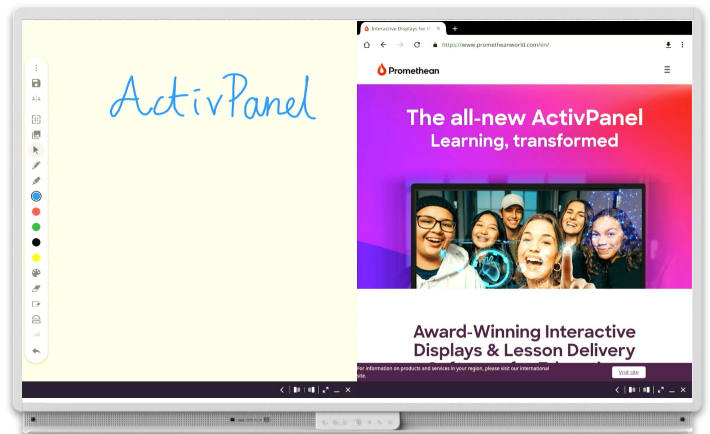 ActivPanel
Interactive Displays for th
https://www.prometheanworld.com/en/
Promethean
The all-new ActivPanel
Learning, transformed
Award-Winning Interactive
Displays & Lesson Delivery
For information on products and services in your region, please visit our international
site.
Visit site